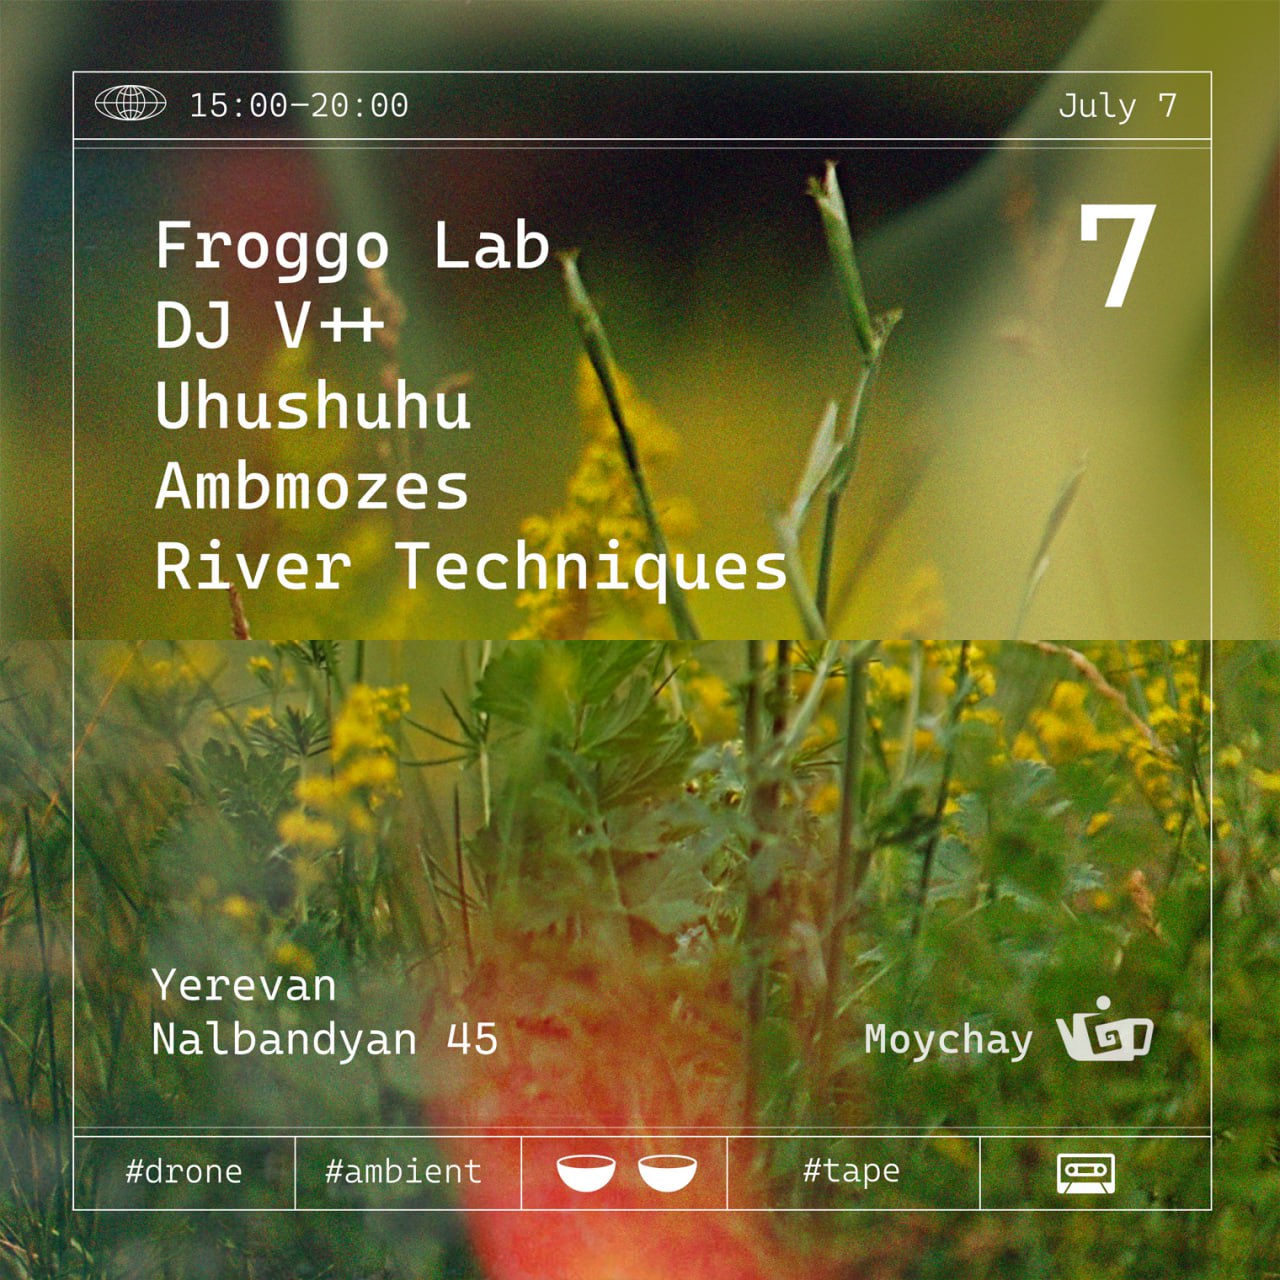 15:00–20:00
July 7
7
Froggo Lab
DJ V++
Uhushuhu
Ambmozes
River Techniques
Yerevan
Nalbandyan 45
Moychay
#drone
#ambient
#tape